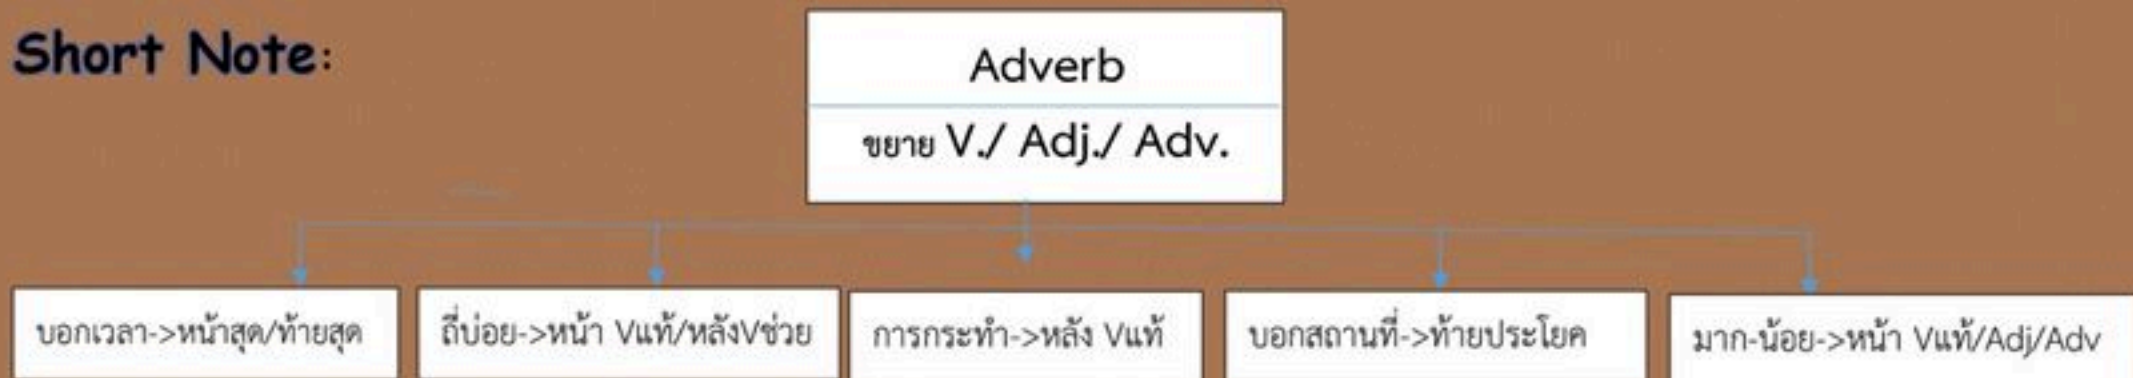 Short Note:
Adverb
ขยาย V./ Adj./ Adv.
บอกเวลา->หน้าสุด/ท้ายสุด
ถี่บ่อย->หน้า Vแท้/หลังVช่วย
การกระทำ->หลัง Vแท้
บอกสถานที่->ท้ายประโยค
มาก-น้อย->หน้า Vแท้/Adj/Adv